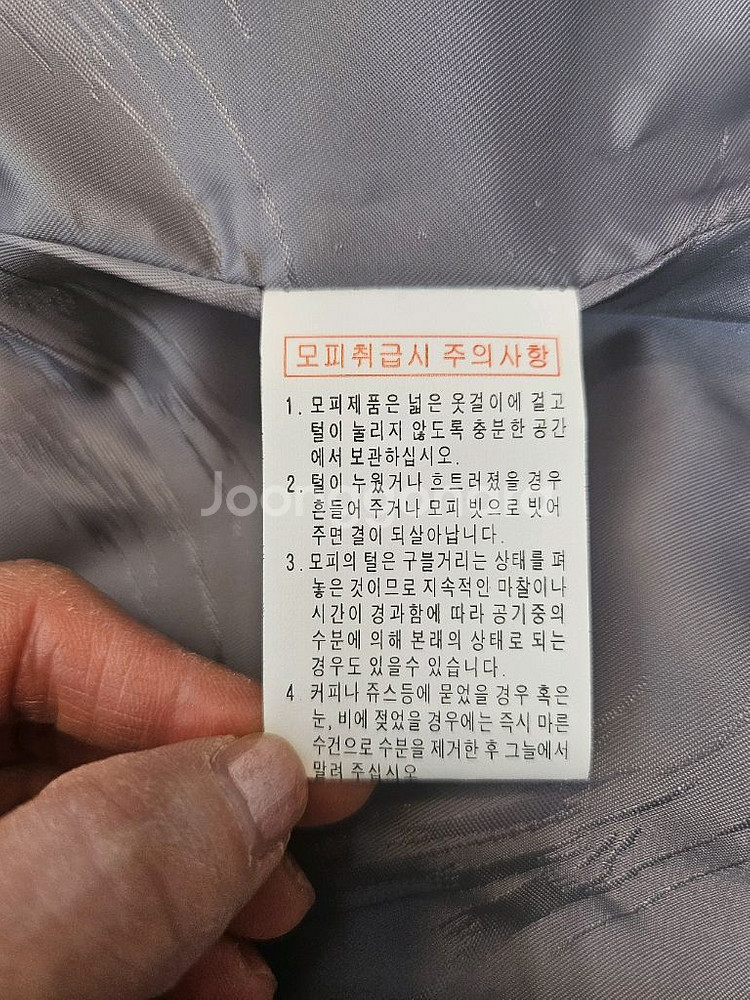 모피취급시 주의사항
1. 모피제품은 넓은 옷걸이에 걸고
털이 눌리지 않도록 충분한 공간
에서 보관하십시오.
2. 털이 누웠거나 흐트러졌을 경우
흔들어 주거나 모피 빗으로 빗어
주면 결이 되살아납니다.
3. 모피의 털은 구블거리는 상태를 펴
놓은 것이므로 지속적인 마찰이나
시간이 경과함에 따라 공기중의
수분에 의해 본래의 상태로 되는
경우도 있을수 있습니다.
4. 커피나 쥬스등에 묻었을 경우 혹은
눈, 비에 젖었을 경우에는 즉시 마른
수건으로 수분을 제거한 후 그늘에서
말려 주십시오